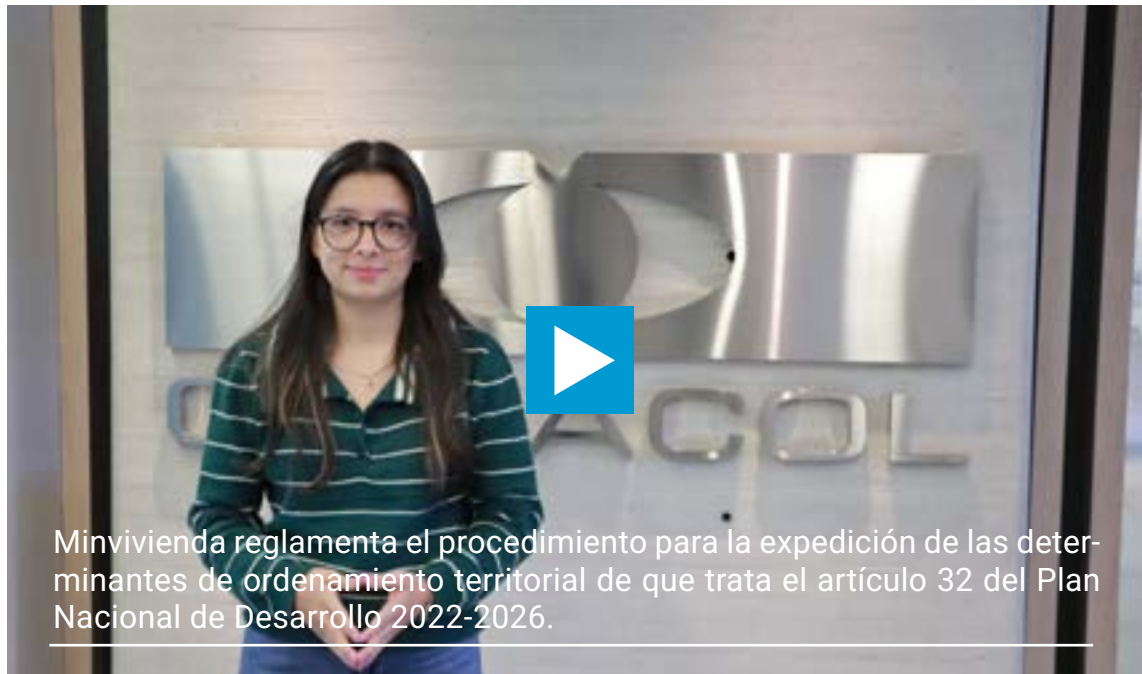 ACOL
Minvivienda reglamenta el procedimiento para la expedición de las deter-
minantes de ordenamiento territorial de que trata el artículo 32 del Plan
Nacional de Desarrollo 2022-2026.